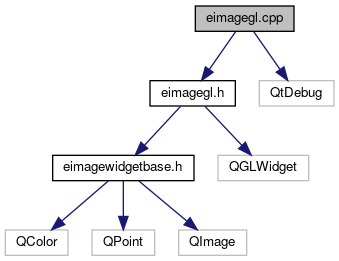 eimagegl.cpp
eimagegl.h
QtDebug
eimagewidgetbase.h
QGLWidget
QColor
QPoint
QImage